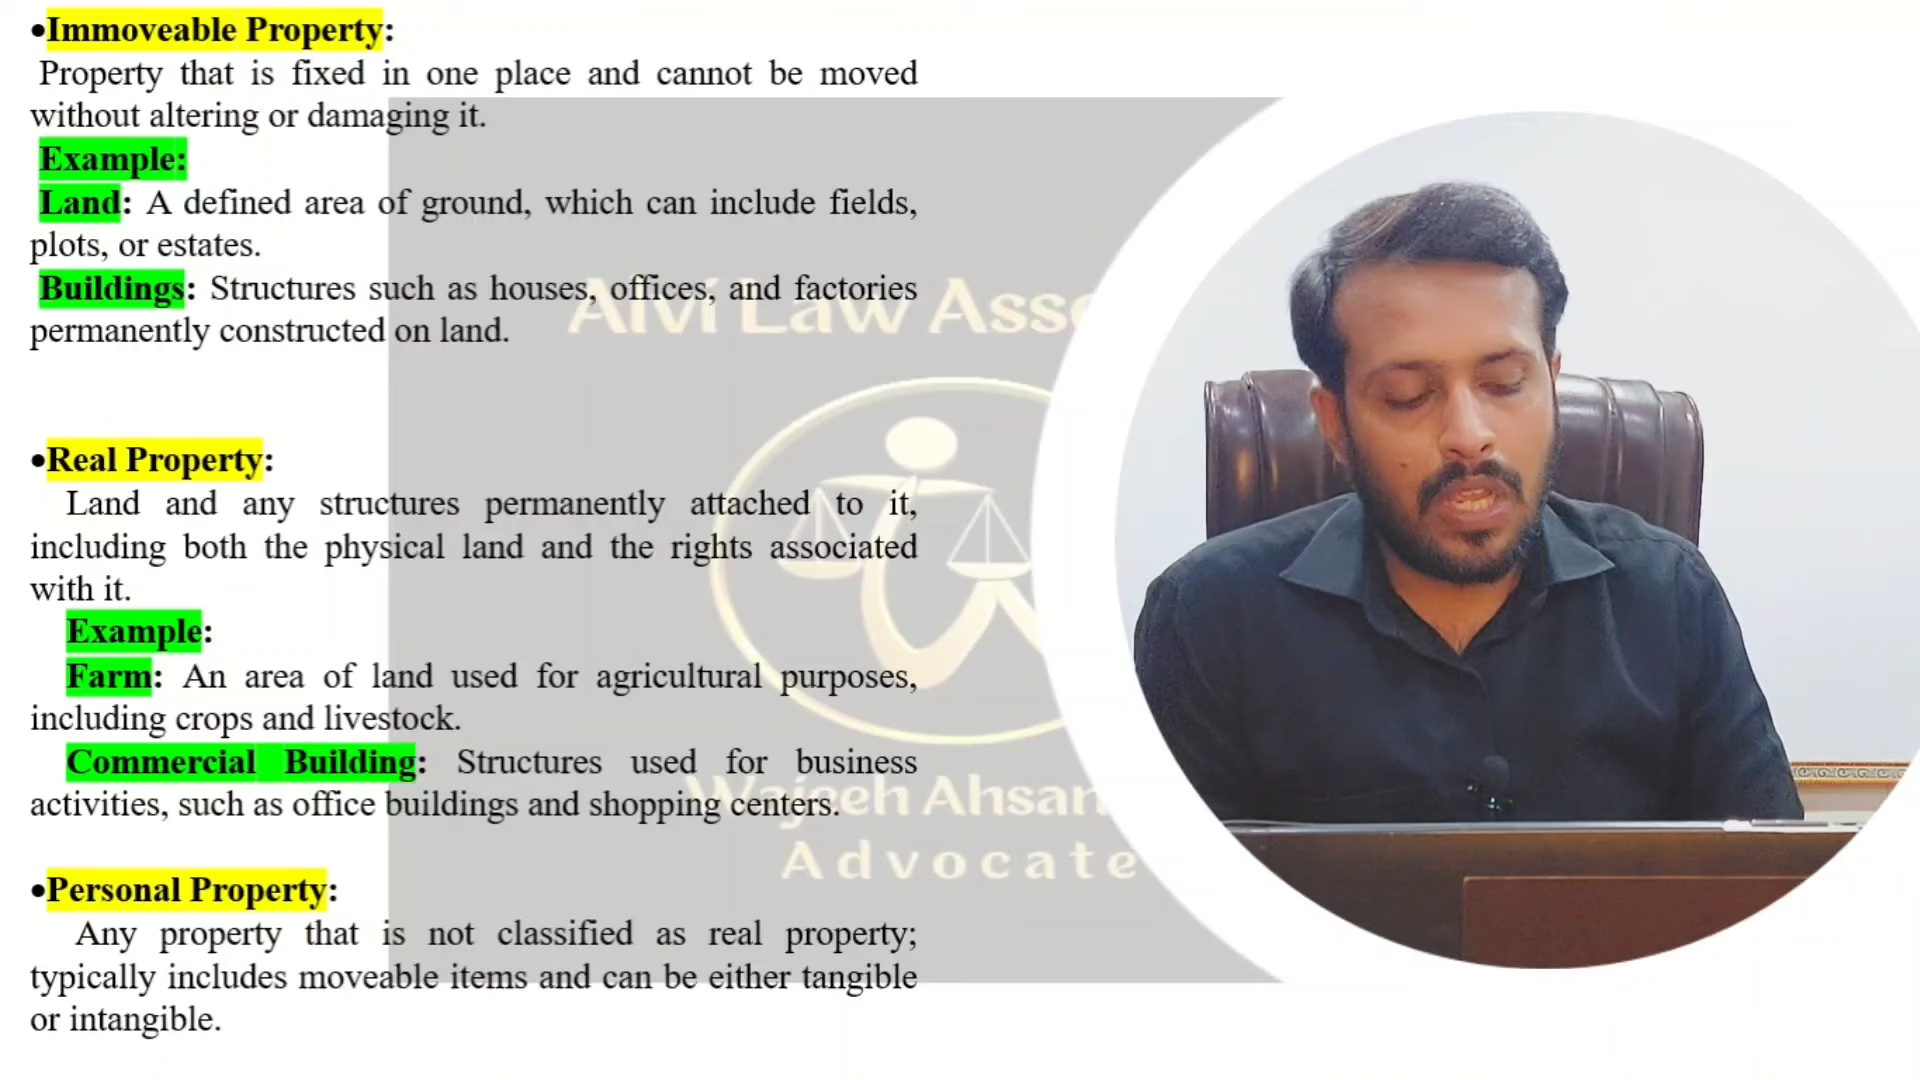 •Immoveable Property:
Property that is fixed in one place and cannot be moved
without altering or damaging it.
Example:
Land: A defined area of ground, which can include fields,
plots, or estates.
Buildings: Structures such as houses, offices, and factories
permanently constructed on land.
Alvi Law
•Real Property:
Land and any structures permanently attached to it,
including both the physical land and the rights associated
with it.
Example:
Farm: An area of land used for agricultural purposes,
including crops and livestock.
Commercial Building: Structures used for business
activities, such as office buildings and shopping centers.
Wajeeh Ahsan
Advocate
•Personal Property:
Any property that is not classified as real property;
typically includes moveable items and can be either tangible
or intangible.